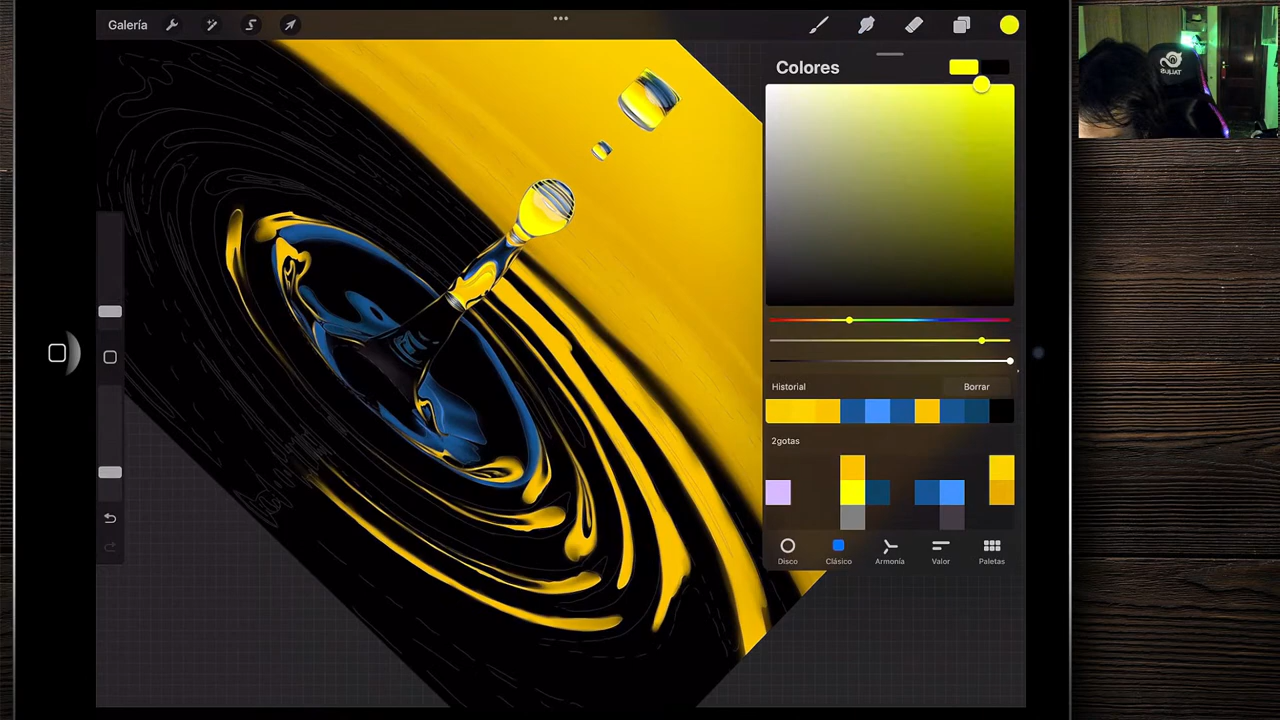 Galería
Colores
Historial
Borrar
2gotas
Disco
Clásico
Armonía
Valor
Paletas